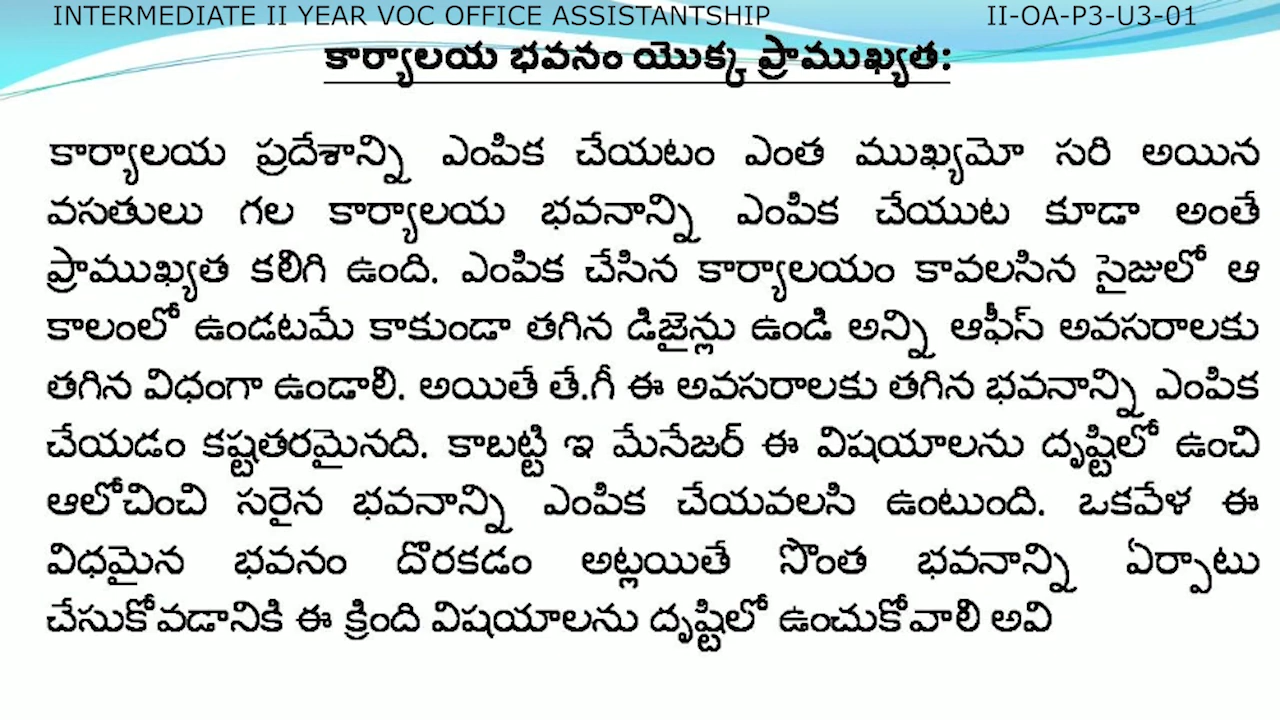 INTERMEDIATE II YEAR VOC OFFICE ASSISTANTSHIP II-OA-P3-U3-01
కార్యాలయ భవనం యొక్క ప్రాముఖ్యత:
కార్యాలయ ప్రదేశాన్ని ఎంపిక చేయటం ఎంత ముఖ్యమో సరి అయిన
వసతులు గల కార్యాలయ భవనాన్ని ఎంపిక చేయుట కూడా అంతే
ప్రాముఖ్యత కలిగి ఉంది. ఎంపిక చేసిన కార్యాలయం కావలసిన సైజులో ఆ
కాలంలో ఉండటమే కాకుండా తగిన డిజైన్లు ఉండి అన్ని ఆఫీస్ అవసరాలకు
తగిన విధంగా ఉండాలి. అయితే తే.గీ ఈ అవసరాలకు తగిన భవనాన్ని ఎంపిక
చేయడం కష్టతరమైనది. కాబట్టి ఇ మేనేజర్ ఈ విషయాలను దృష్టిలో ఉంచి
ఆలోచించి సరైన భవనాన్ని ఎంపిక చేయవలసి ఉంటుంది. ఒకవేళ ఈ
విధమైన భవనం దొరకడం అట్లయితే సొంత భవనాన్ని ఏర్పాటు
చేసుకోవడానికి ఈ క్రింది విషయాలను దృష్టిలో ఉంచుకోవాలి అవి